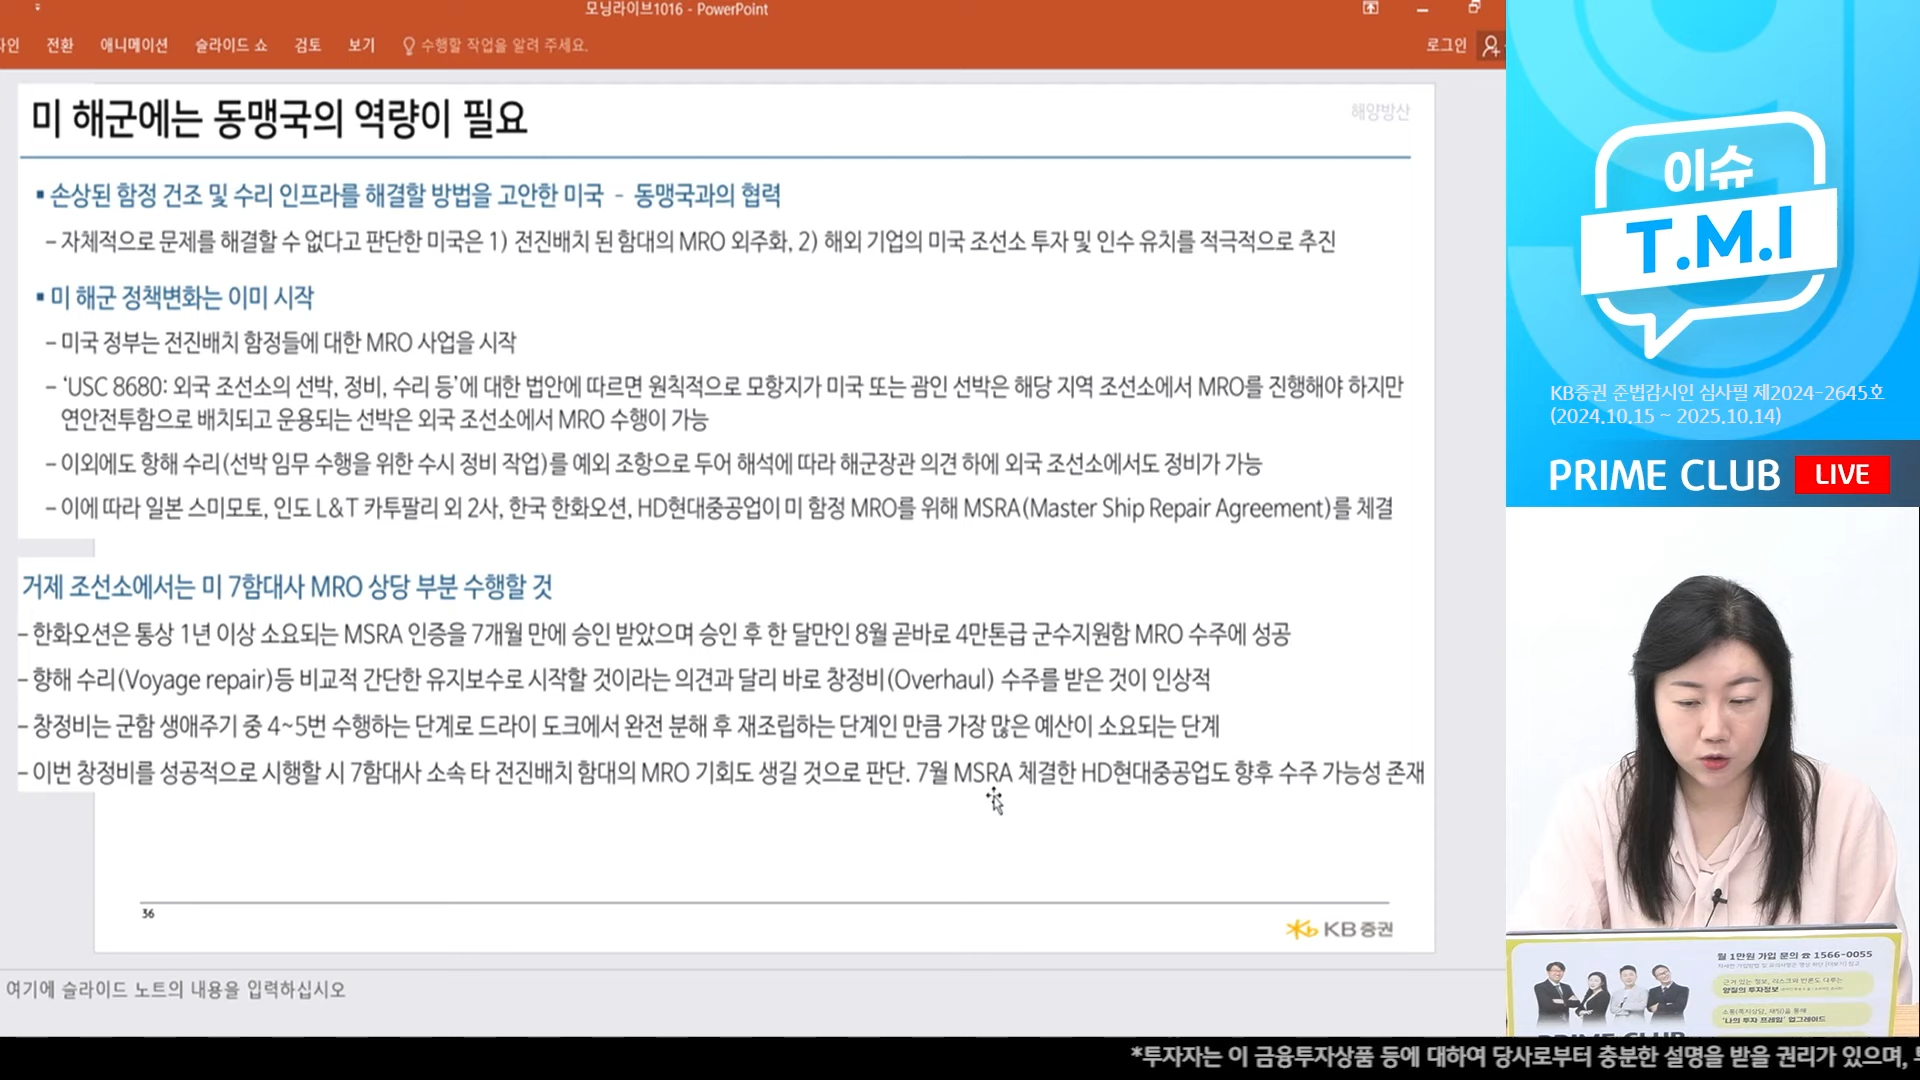 모닝라이브1016 - PowerPoint
전환
애니메이션
슬라이드 쇼
검토
보기
수행할 작업을 알려 주세요.
로그인
미 해군에는 동맹국의 역량이 필요
해양방산
▪ 손상된 함정 건조 및 수리 인프라를 해결할 방법을 고안한 미국 - 동맹국과의 협력
– 자체적으로 문제를 해결할 수 없다고 판단한 미국은 1) 전진배치 된 함대의 MRO 외주화, 2) 해외 기업의 미국 조선소 투자 및 인수 유치를 적극적으로 추진
▪ 미 해군 정책변화는 이미 시작
– 미국 정부는 전진배치 함정들에 대한 MRO 사업을 시작
– ‘USC 8680: 외국 조선소의 선박, 정비, 수리 등’에 대한 법안에 따르면 원칙적으로 모항지가 미국 또는 괌인 선박은 해당 지역 조선소에서 MRO를 진행해야 하지만
연안전투함으로 배치되고 운용되는 선박은 외국 조선소에서 MRO 수행이 가능
– 이외에도 항해 수리(선박 임무 수행을 위한 수시 정비 작업)를 예외 조항으로 두어 해석에 따라 해군장관 의견 하에 외국 조선소에서도 정비가 가능
– 이에 따라 일본 스미모토, 인도 L&T 카투팔리 외 2사, 한국 한화오션, HD현대중공업이 미 함정 MRO를 위해 MSRA(Master Ship Repair Agreement)를 체결
거제 조선소에서는 미 7함대사 MRO 상당 부분 수행할 것
– 한화오션은 통상 1년 이상 소요되는 MSRA 인증을 7개월 만에 승인 받았으며 승인 후 한 달만인 8월 곧바로 4만톤급 군수지원함 MRO 수주에 성공
– 향해 수리(Voyage repair)등 비교적 간단한 유지보수로 시작할 것이라는 의견과 달리 바로 창정비(Overhaul) 수주를 받은 것이 인상적
– 창정비는 군함 생애주기 중 4~5번 수행하는 단계로 드라이 도크에서 완전 분해 후 재조립하는 단계인 만큼 가장 많은 예산이 소요되는 단계
– 이번 창정비를 성공적으로 시행할 시 7함대사 소속 타 전진배치 함대의 MRO 기회도 생길 것으로 판단. 7월 MSRA 체결한 HD현대중공업도 향후 수주 가능성 존재
36
KB증권
여기에 슬라이드 노트의 내용을 입력하십시오
이슈
T.M.I
KB증권 준법감시인 심사필 제2024-2645호
(2024.10.15 ~ 2025.10.14)
PRIME CLUB LIVE
월 1만원 가입 문의 ☎ 1566-0055
양질의 투자정보
'나의 투자 프레임' 업그레이드
PRIME CLUB
*투자자는 이 금융투자상품 등에 대하여 당사로부터 충분한 설명을 받을 권리가 있으며,